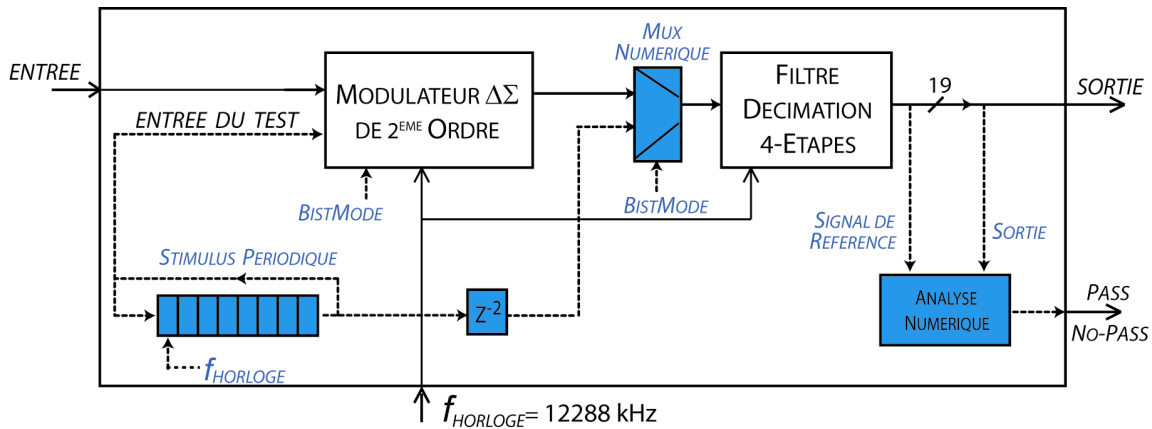 MUX
NUMERIQUE
ENTREE
MODULATEUR ΔΣ
DE 2EME ORDRE
FILTRE
DECIMATION
4-ETAPES
19
SORTIE
ENTREE DU TEST
BISTMODE
BISTMODE
SIGNAL DE
REFERENCE
SORTIE
STIMULUS PERIODIQUE
Z-2
ANALYSE
NUMERIQUE
PASS
NO-PASS
fHORLOGE
fHORLOGE= 12288 kHz